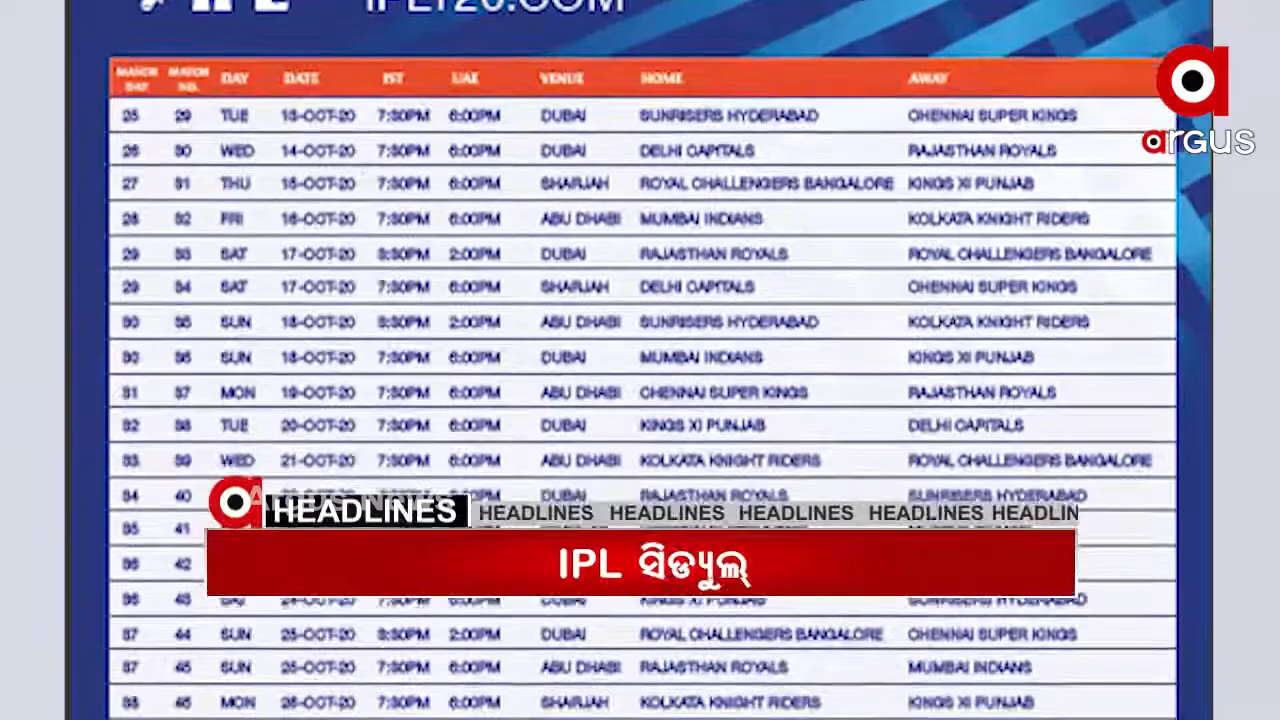 IPLT20.COM
MATCH DAY MATCH NO. DAY DATE IST UAE VENUE HOME AWAY
argus
25 29 TUE 13-OCT-20 7:30PM 6:00PM DUBAI SUNRISERS HYDERABAD CHENNAI SUPER KINGS
26 30 WED 14-OCT-20 7:30PM 6:00PM DUBAI DELHI CAPITALS RAJASTHAN ROYALS
27 31 THU 15-OCT-20 7:30PM 6:00PM SHARJAH ROYAL CHALLENGERS BANGALORE KINGS XI PUNJAB
28 32 FRI 16-OCT-20 7:30PM 6:00PM ABU DHABI MUMBAI INDIANS KOLKATA KNIGHT RIDERS
29 33 SAT 17-OCT-20 3:30PM 2:00PM DUBAI RAJASTHAN ROYALS ROYAL CHALLENGERS BANGALORE
29 34 SAT 17-OCT-20 7:30PM 6:00PM SHARJAH DELHI CAPITALS CHENNAI SUPER KINGS
30 35 SUN 18-OCT-20 3:30PM 2:00PM ABU DHABI SUNRISERS HYDERABAD KOLKATA KNIGHT RIDERS
30 36 SUN 18-OCT-20 7:30PM 6:00PM DUBAI MUMBAI INDIANS KINGS XI PUNJAB
31 37 MON 19-OCT-20 7:30PM 6:00PM ABU DHABI CHENNAI SUPER KINGS RAJASTHAN ROYALS
32 38 TUE 20-OCT-20 7:30PM 6:00PM DUBAI KINGS XI PUNJAB DELHI CAPITALS
33 39 WED 21-OCT-20 7:30PM 6:00PM ABU DHABI KOLKATA KNIGHT RIDERS ROYAL CHALLENGERS BANGALORE
34 40 DUBAI RAJASTHAN ROYALS SUNRISERS HYDERABAD
HEADLINES HEADLINES HEADLINES HEADLINES HEADLINES HEADLIN
35 41
IPL ସିଡ୍ୟୁଲ୍
36 42
36 43 SAT 24-OCT-20 7:30PM 6:00PM DUBAI KINGS XI PUNJAB SUNRISERS HYDERABAD
37 44 SUN 25-OCT-20 3:30PM 2:00PM DUBAI ROYAL CHALLENGERS BANGALORE CHENNAI SUPER KINGS
37 45 SUN 25-OCT-20 7:30PM 6:00PM ABU DHABI RAJASTHAN ROYALS MUMBAI INDIANS
38 46 MON 26-OCT-20 7:30PM 6:00PM SHARJAH KOLKATA KNIGHT RIDERS KINGS XI PUNJAB